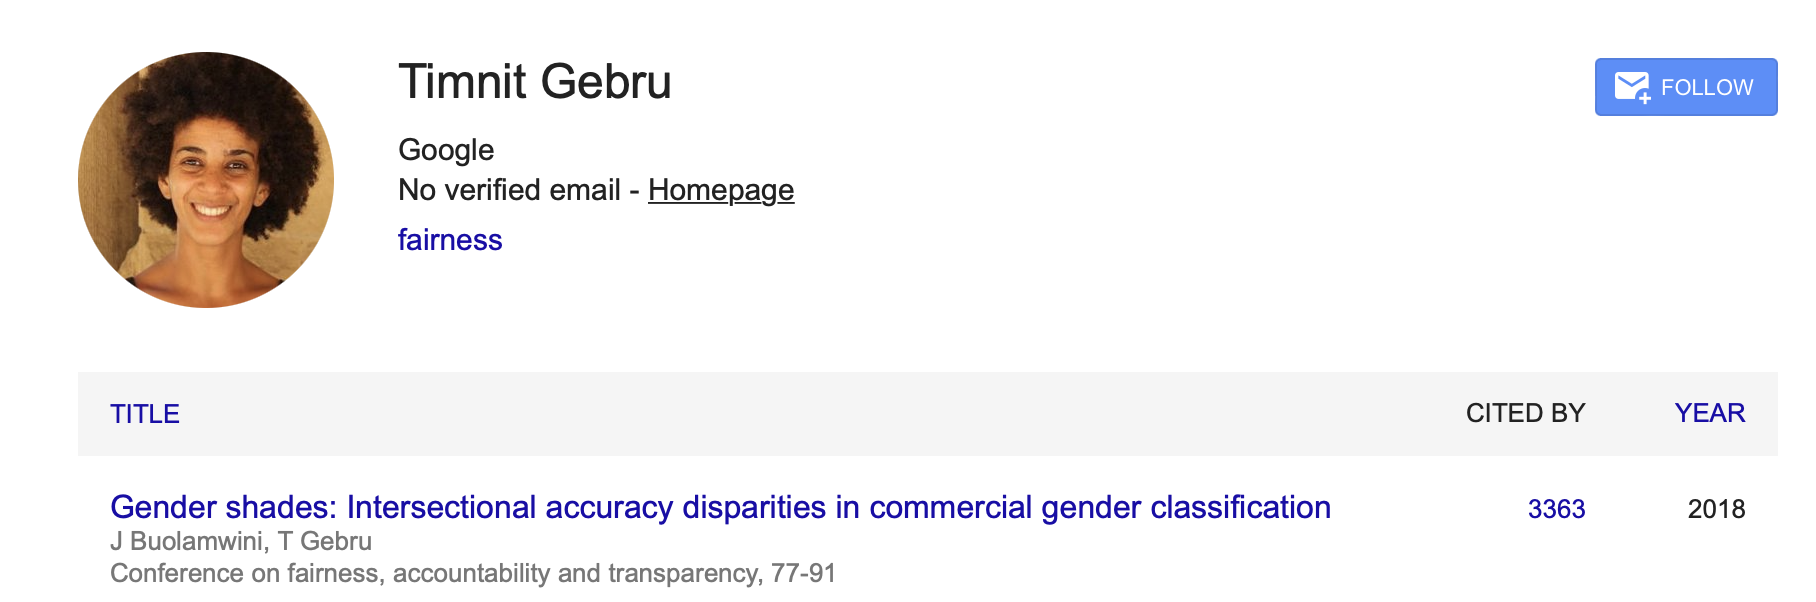 Timnit Gebru
FOLLOW
Google
No verified email - Homepage
fairness
TITLE CITED BY YEAR
Gender shades: Intersectional accuracy disparities in commercial gender classification 3363 2018
J Buolamwini, T Gebru
Conference on fairness, accountability and transparency, 77-91